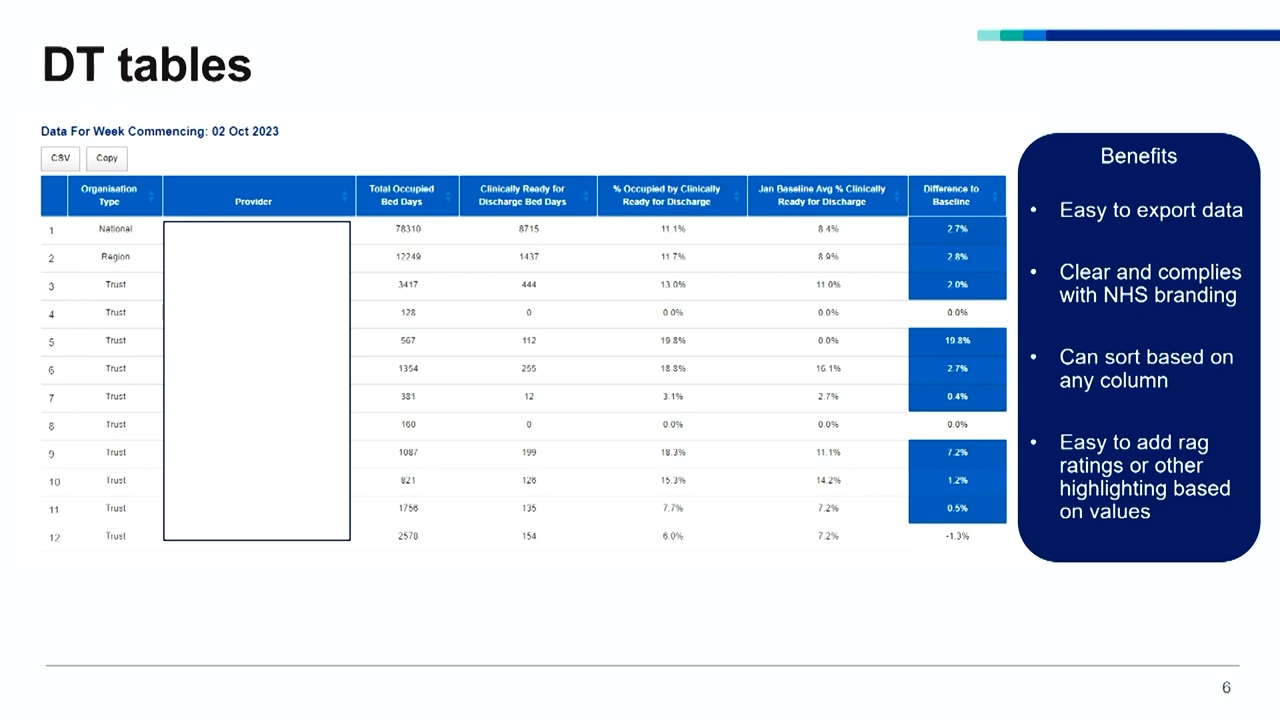 DT tables
Data For Week Commencing: 02 Oct 2023
CSV Copy
Organisation Type Provider Total Occupied Bed Days Clinically Ready for Discharge Bed Days % Occupied by Clinically Ready for Discharge Jan Baseline Avg % Clinically Ready for Discharge Difference to Baseline
1 National 78310 8715 11.1% 8.4% 2.7%
2 Region 12249 1437 11.7% 8.9% 2.8%
3 Trust 3417 444 13.0% 11.0% 2.0%
4 Trust 128 0 0.0% 0.0% 0.0%
5 Trust 567 112 19.8% 0.0% 19.8%
6 Trust 1354 255 18.8% 16.1% 2.7%
7 Trust 381 12 3.1% 2.7% 0.4%
8 Trust 160 0 0.0% 0.0% 0.0%
9 Trust 1087 199 18.3% 11.1% 7.2%
10 Trust 821 126 15.3% 14.2% 1.2%
11 Trust 1756 135 7.7% 7.2% 0.5%
12 Trust 2578 154 6.0% 7.2% -1.3%
Benefits
• Easy to export data
• Clear and complies
with NHS branding
• Can sort based on
any column
• Easy to add rag
ratings or other
highlighting based
on values
6